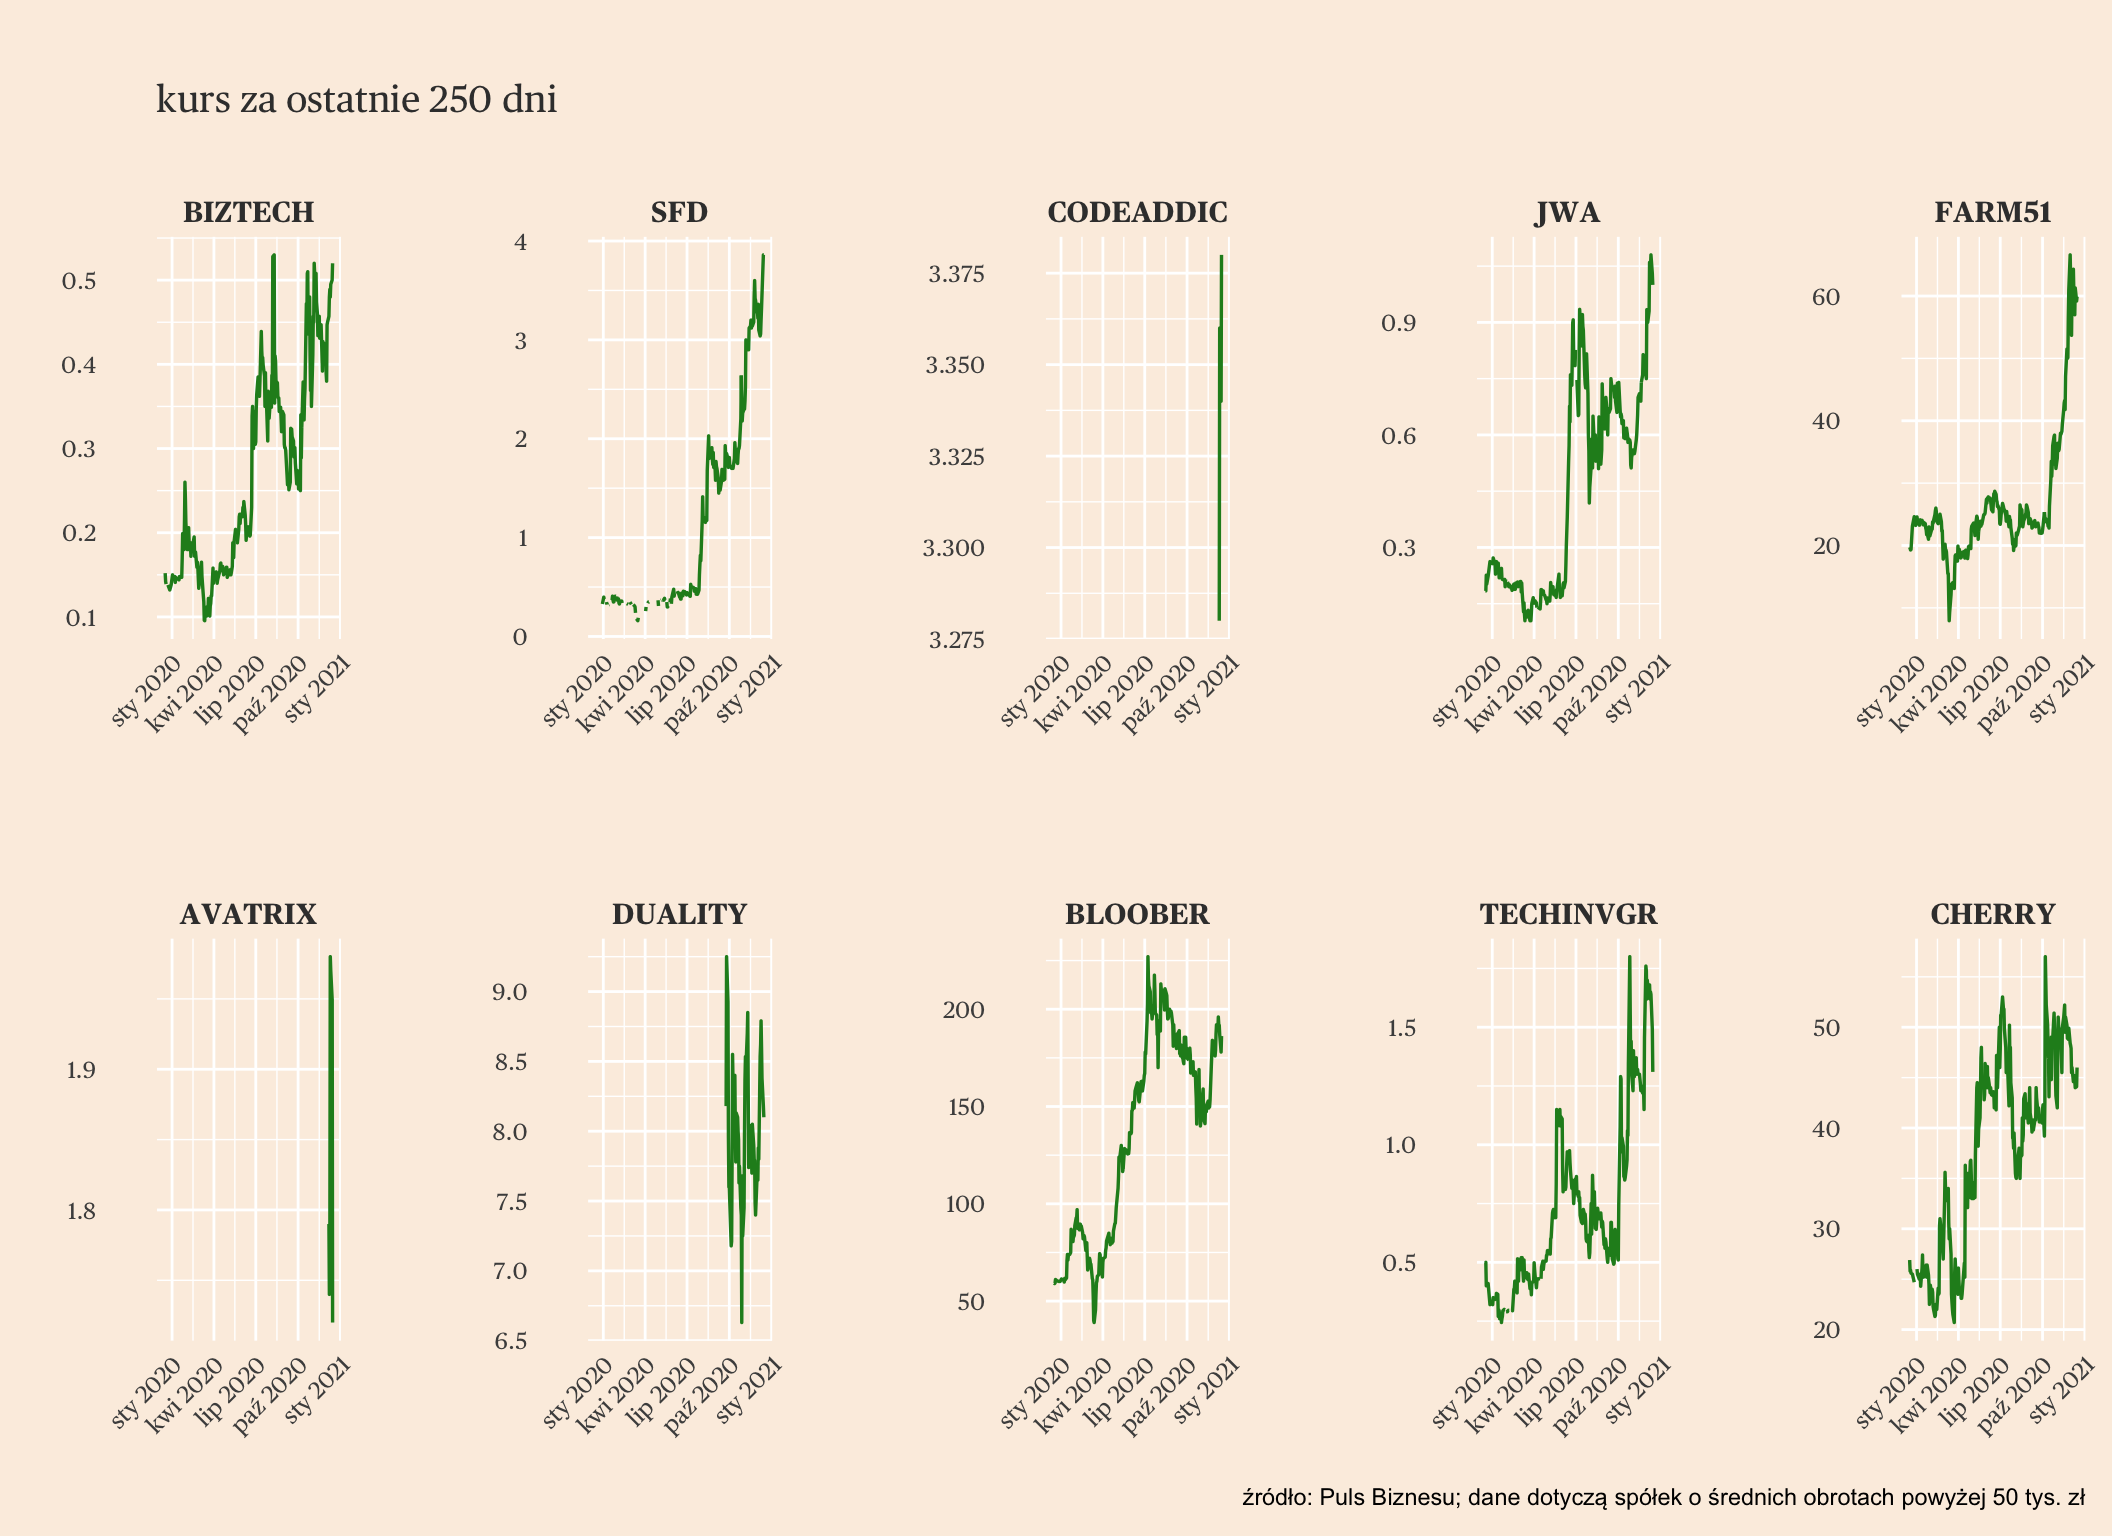 kurs za ostatnie 250 dni
BIZTECH
SFD
CODEADDIC
JWA
FARM51
0.5
0.4
0.3
0.2
0.1
sty 2020
kwi 2020
lip 2020
paź 2020
sty 2021
4
3
2
1
0
sty 2020
kwi 2020
lip 2020
paź 2020
sty 2021
3.375
3.350
3.325
3.300
3.275
sty 2020
kwi 2020
lip 2020
paź 2020
sty 2021
0.9
0.6
0.3
sty 2020
kwi 2020
lip 2020
paź 2020
sty 2021
60
40
20
sty 2020
kwi 2020
lip 2020
paź 2020
sty 2021
AVATRIX
DUALITY
BLOOBER
TECHINVGR
CHERRY
1.9
1.8
sty 2020
kwi 2020
lip 2020
paź 2020
sty 2021
9.0
8.5
8.0
7.5
7.0
6.5
sty 2020
kwi 2020
lip 2020
paź 2020
sty 2021
200
150
100
50
sty 2020
kwi 2020
lip 2020
paź 2020
sty 2021
1.5
1.0
0.5
sty 2020
kwi 2020
lip 2020
paź 2020
sty 2021
50
40
30
20
sty 2020
kwi 2020
lip 2020
paź 2020
sty 2021
źródło: Puls Biznesu; dane dotyczą spółek o średnich obrotach powyżej 50 tys. zł